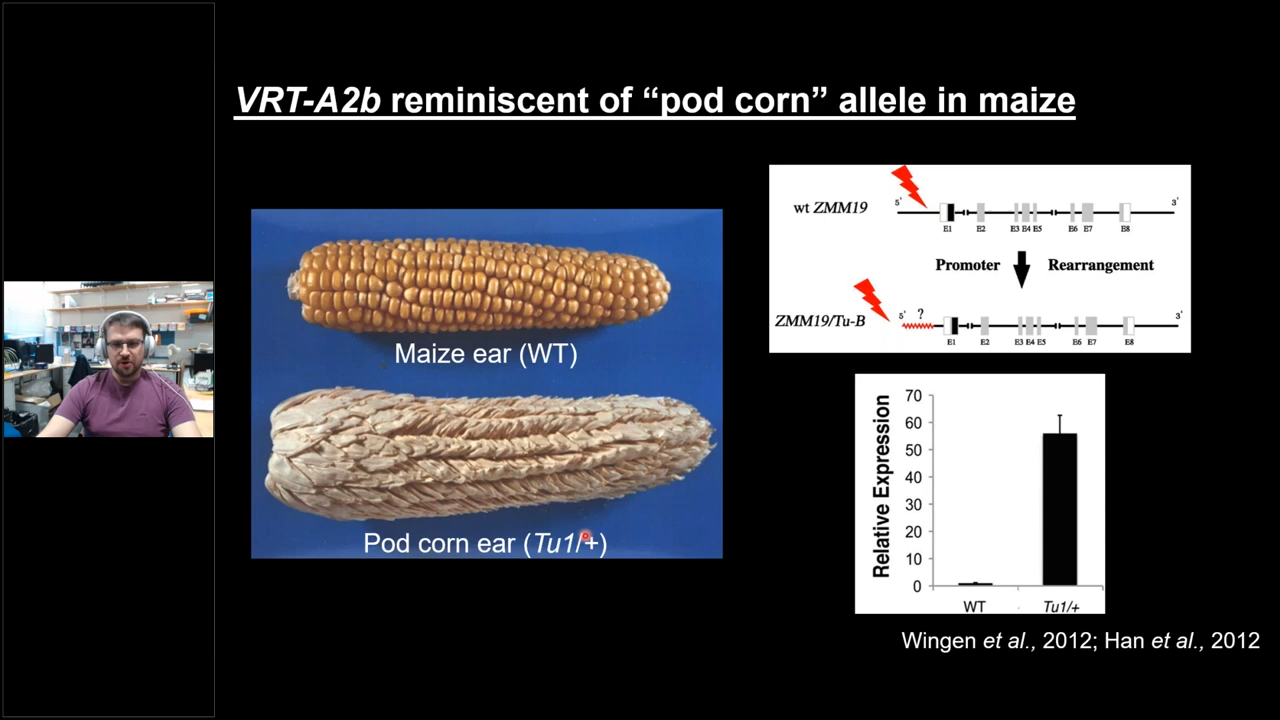 VRT-A2b reminiscent of “pod corn” allele in maize
Maize ear (WT)
Pod corn ear (Tu1/+)
wt ZMM19
5'
3'
E1 E2 E3 E4 E5 E6 E7 E8
Promoter Rearrangement
ZMM19/Tu-B
5' ?
3'
E1 E2 E3 E4 E5 E6 E7 E8
Relative Expression
70
60
50
40
30
20
10
0
WT Tu1/+
Wingen et al., 2012; Han et al., 2012